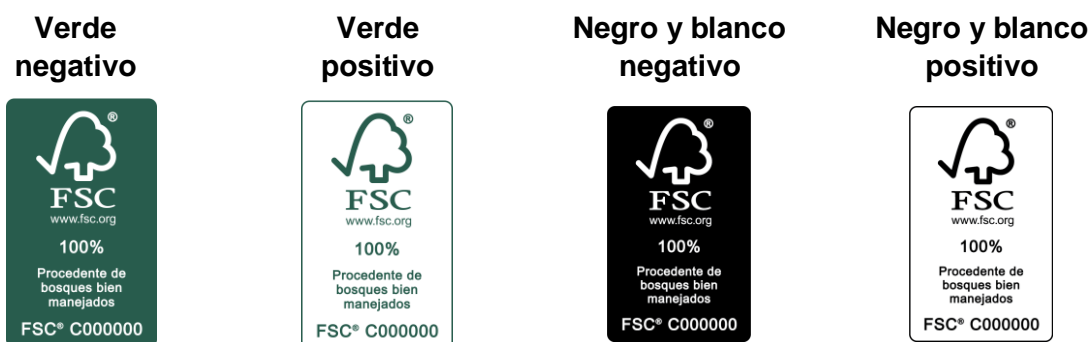 Verde
negativo
Verde
positivo
Negro y blanco
negativo
Negro y blanco
positivo
®
FSC
www.fsc.org
100%
Procedente de
bosques bien
manejados
FSC® C000000
®
FSC
www.fsc.org
100%
Procedente de
bosques bien
manejados
FSC® C000000
®
FSC
www.fsc.org
100%
Procedente de
bosques bien
manejados
FSC® C000000
®
FSC
www.fsc.org
100%
Procedente de
bosques bien
manejados
FSC® C000000